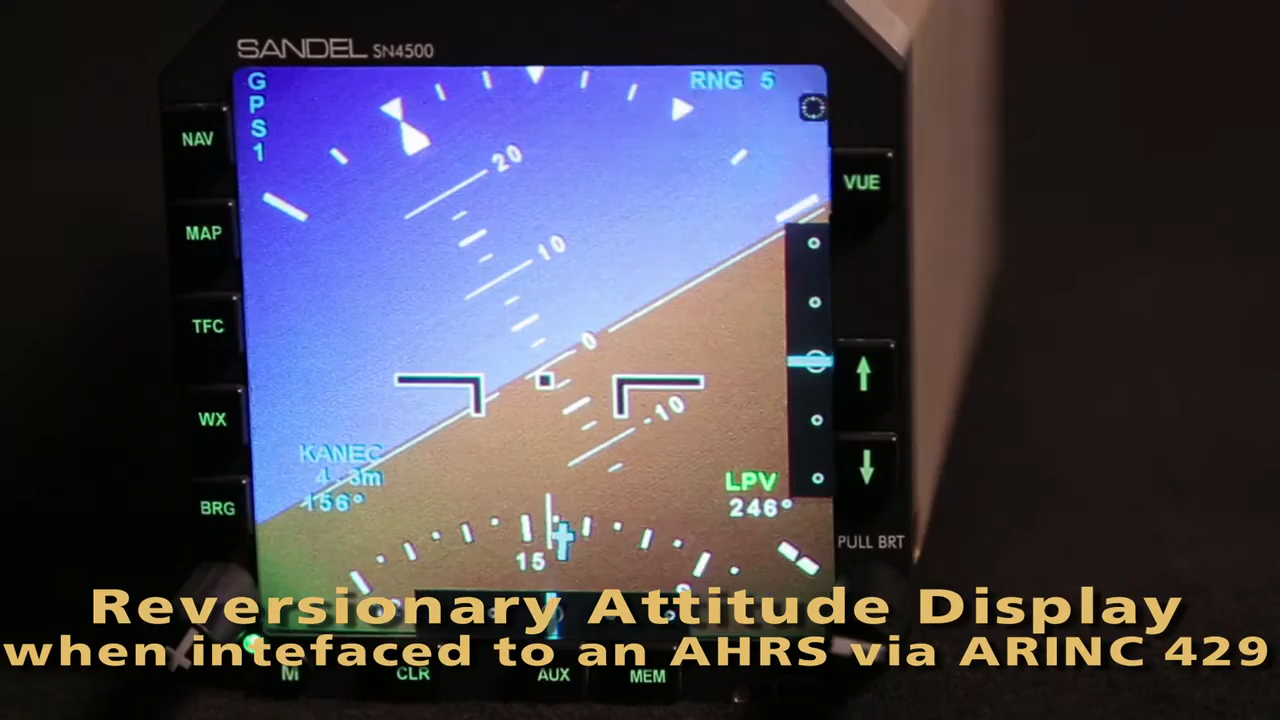 SANDEL SN4500
GPS1
RNG 5
NAV
VUE
20
MAP
10
TFC
0
-10
WX
KANEC
4.3m
156°
LPV
246°
BRG
PULL BRT
15
Reversionary Attitude Display
when intefaced to an AHRS via ARINC 429
M
CLR
AUX
MEM